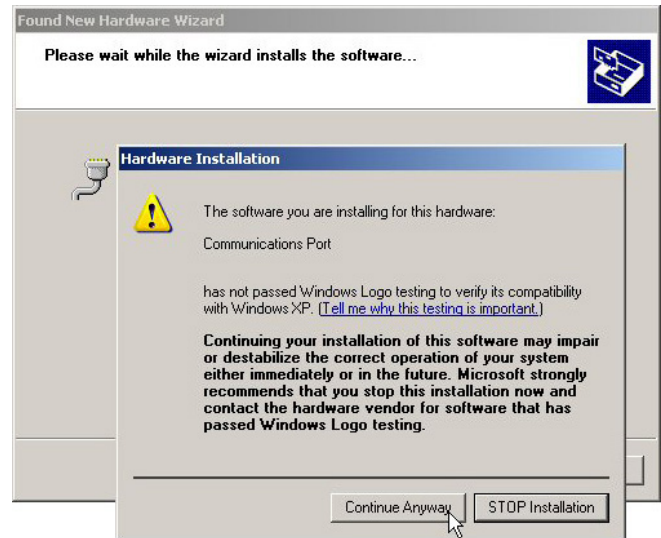 Found New Hardware Wizard
Please wait while the wizard installs the software...
Hardware Installation
The software you are installing for this hardware:
Communications Port
has not passed Windows Logo testing to verify its compatibility
with Windows XP. (Tell me why this testing is important.)
Continuing your installation of this software may impair
or destabilize the correct operation of your system
either immediately or in the future. Microsoft strongly
recommends that you stop this installation now and
contact the hardware vendor for software that has
passed Windows Logo testing.
Continue Anyway
STOP Installation